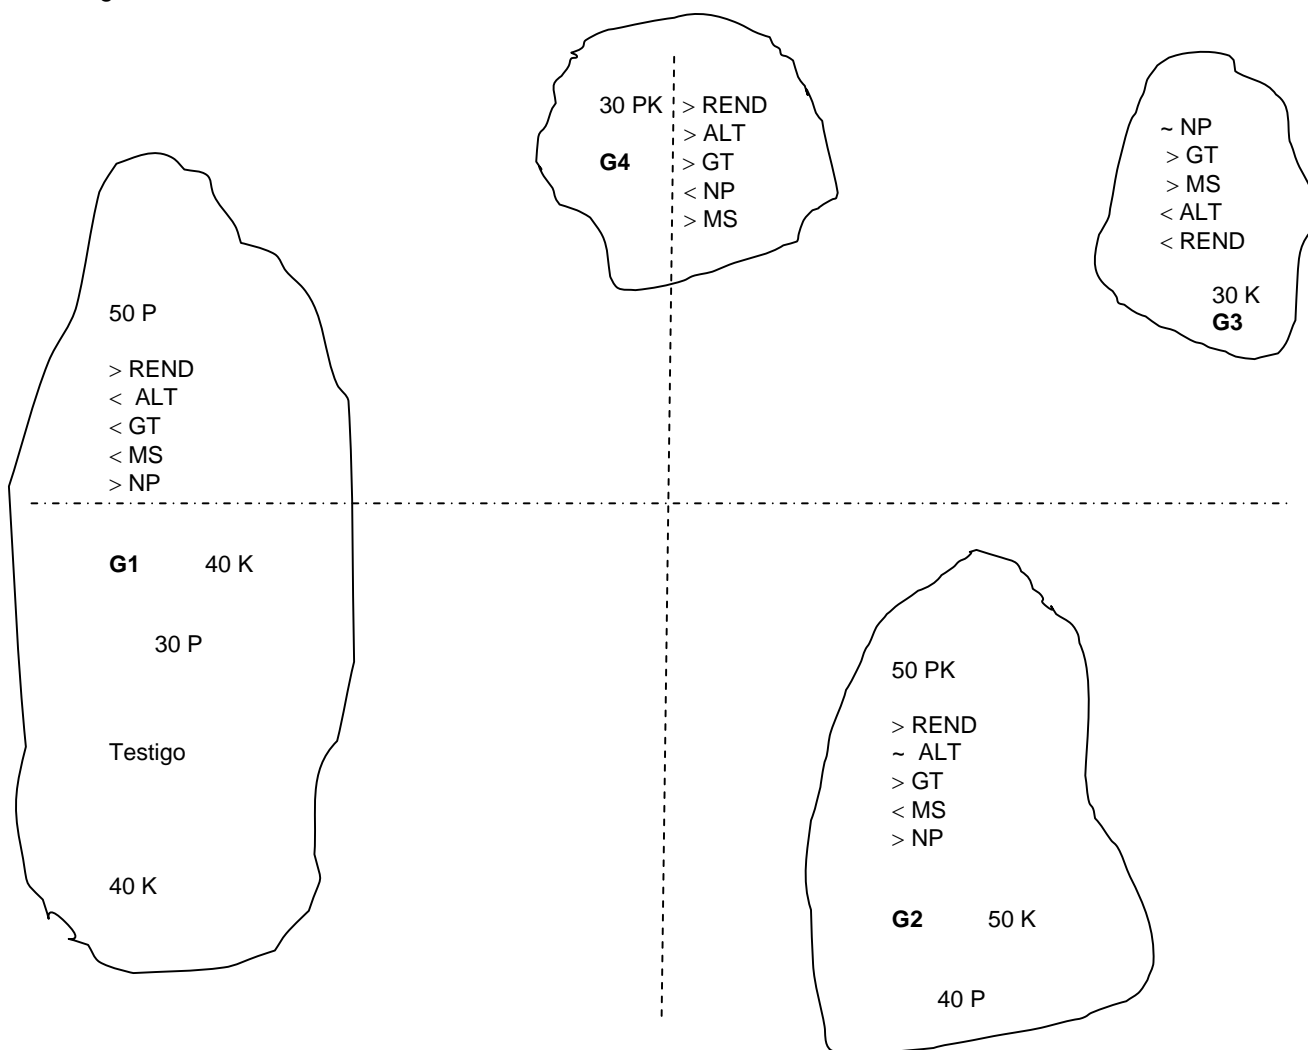 30 PK
G4
> REND
> ALT
> GT
< NP
> MS
~ NP
> GT
> MS
< ALT
< REND
30 K
G3
50 P
> REND
< ALT
< GT
< MS
> NP
G1 40 K
30 P
Testigo
40 K
50 PK
> REND
~ ALT
> GT
< MS
> NP
G2 50 K
40 P